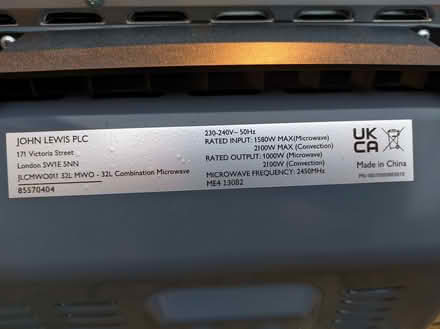 JOHN LEWIS PLC
171 Victoria Street
London SW1E 5NN
JLCMWO011 32L MWO - 32L Combination Microwave
85570404
230-240V~ 50Hz
RATED INPUT: 1580W MAX(Microwave)
2100W MAX (Convection)
RATED OUTPUT: 1000W (Microwave)
2100W (Convection)
MICROWAVE FREQUENCY: 2450MHz
ME4 13082
UK
CA
Made in China